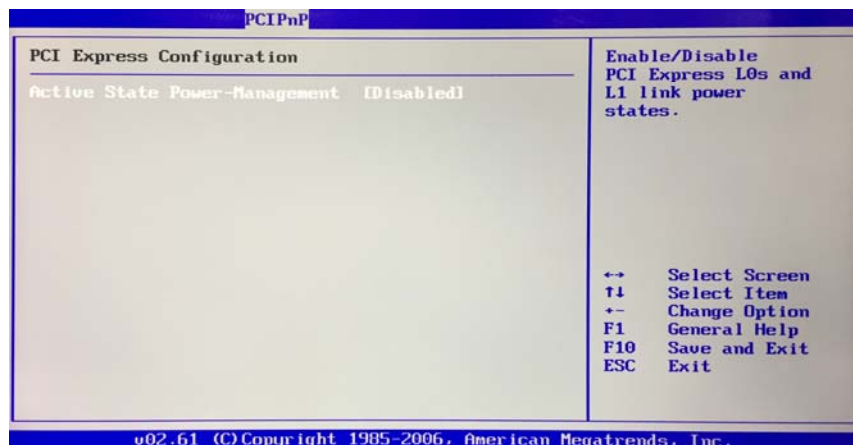 PCIPnP
PCI Express Configuration
Active State Power-Management [Disabled]
Enable/Disable
PCI Express L0s and
L1 link power
states.
←→ Select Screen
↑↓ Select Item
+- Change Option
F1 General Help
F10 Save and Exit
ESC Exit
v02.61 (C)Copyright 1985-2006, American Megatrends, Inc.